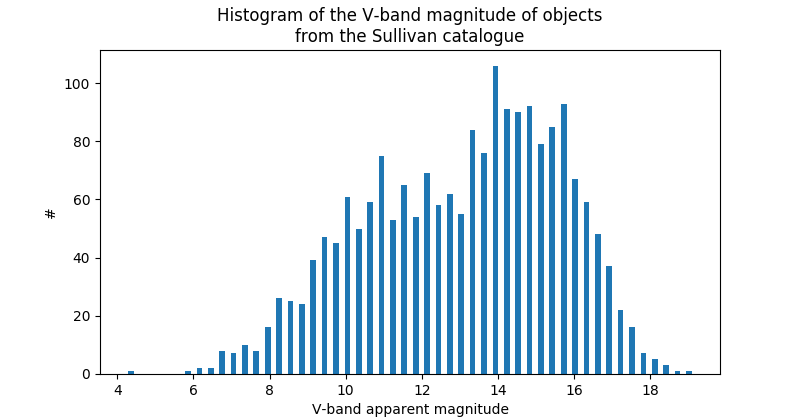 Histogram of the V-band magnitude of objects
from the Sullivan catalogue
100
80
60
40
20
0
#
4 6 8 10 12 14 16 18
V-band apparent magnitude